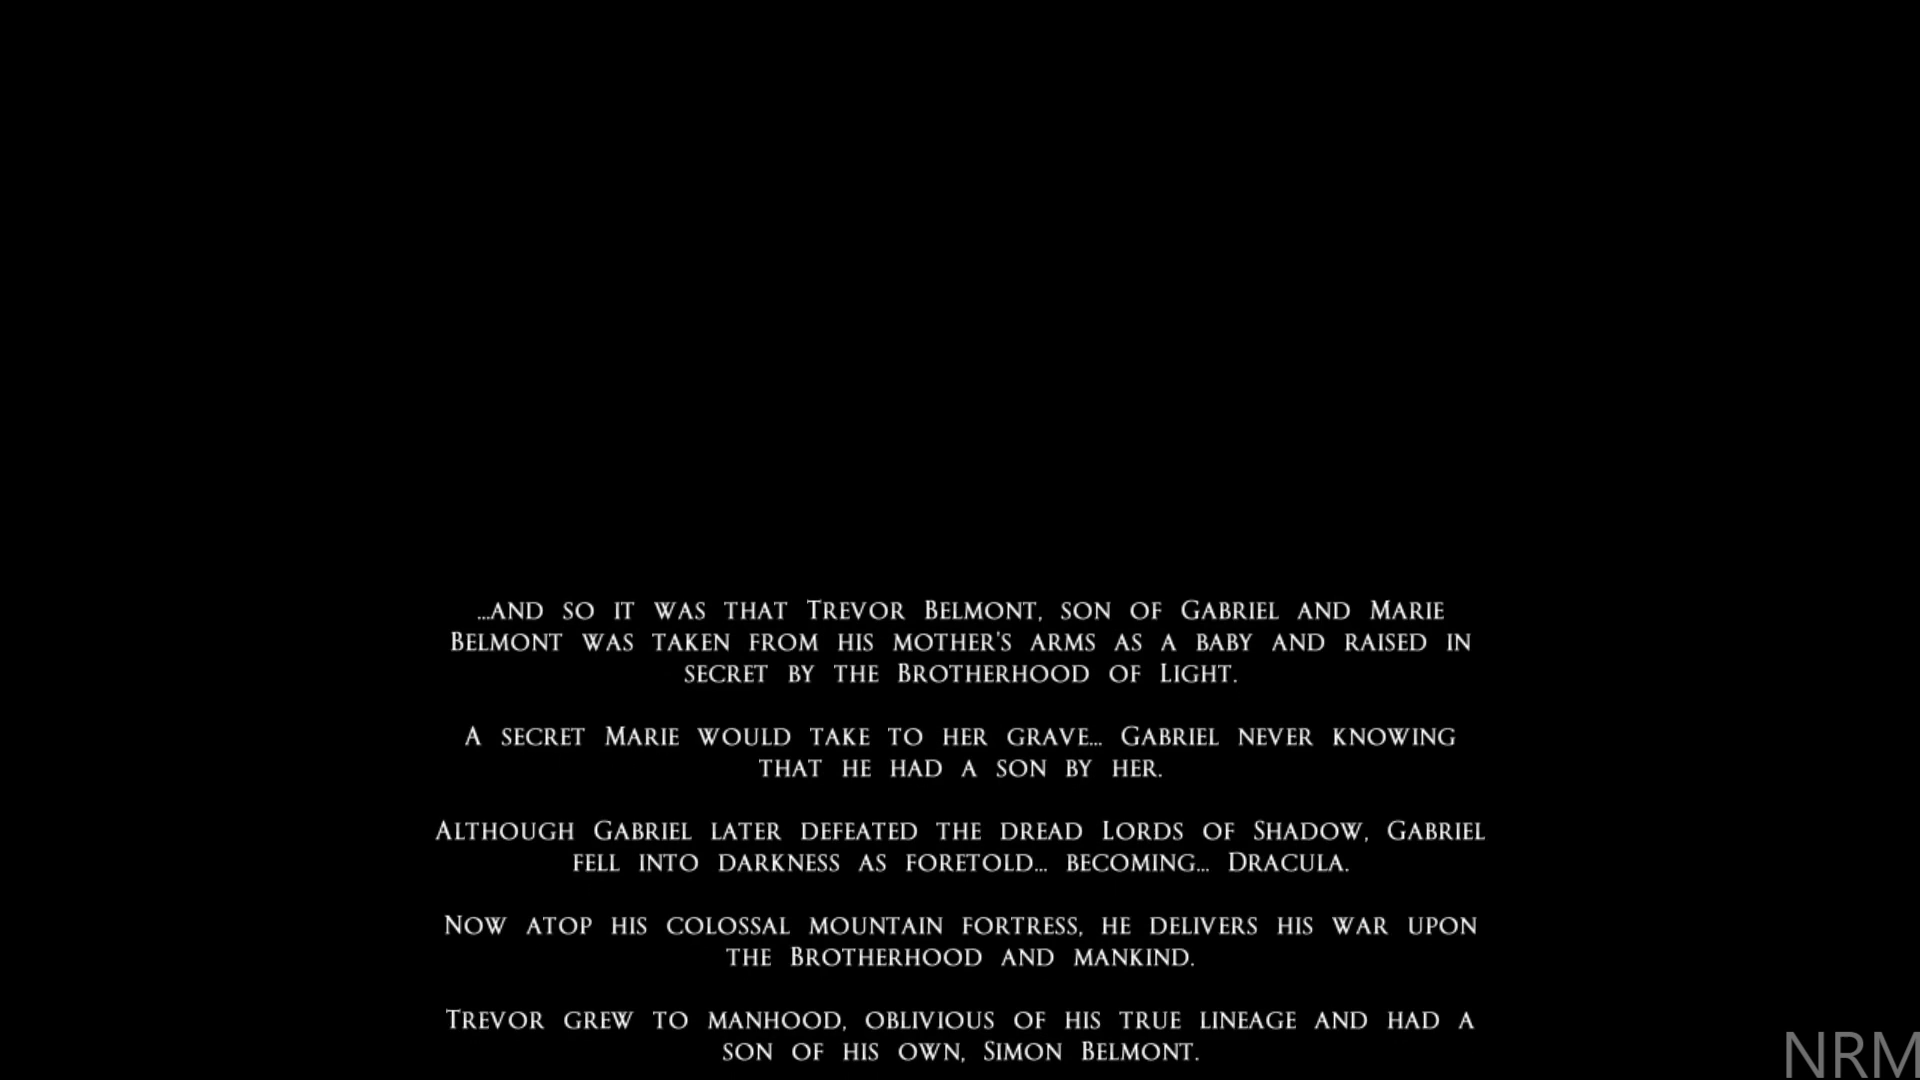 ...and so it was that Trevor Belmont, son of Gabriel and Marie
Belmont was taken from his mother's arms as a baby and raised in
secret by the Brotherhood of Light.
A secret Marie would take to her grave... Gabriel never knowing
that he had a son by her.
Although Gabriel later defeated the dread Lords of Shadow, Gabriel
fell into darkness as foretold... becoming... Dracula.
Now atop his colossal mountain fortress, he delivers his war upon
the Brotherhood and mankind.
Trevor grew to manhood, oblivious of his true lineage and had a
son of his own, Simon Belmont.
NRM